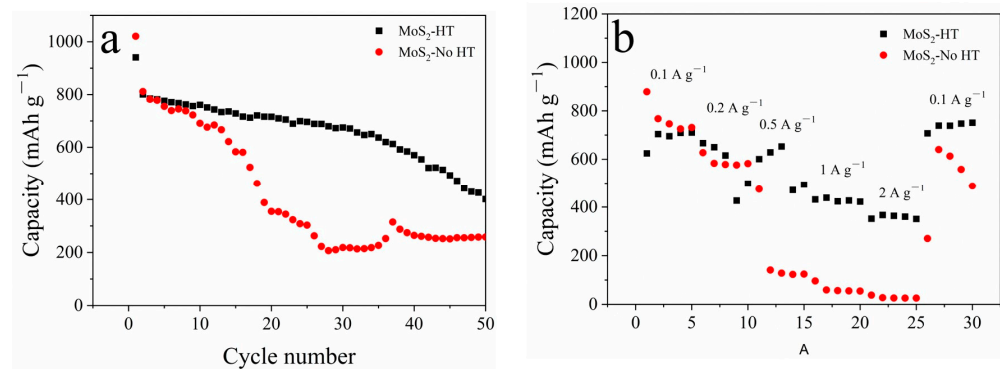 a
MoS₂-HT
MoS₂-No HT
1000
800
600
400
200
0
Capacity (mAh g⁻¹)
0 10 20 30 40 50
Cycle number
b
MoS₂-HT
MoS₂-No HT
1200
1000
800
600
400
200
0
Capacity (mAh g⁻¹)
0.1 A g⁻¹
0.2 A g⁻¹
0.5 A g⁻¹
1 A g⁻¹
2 A g⁻¹
0.1 A g⁻¹
0 5 10 15 20 25 30
A